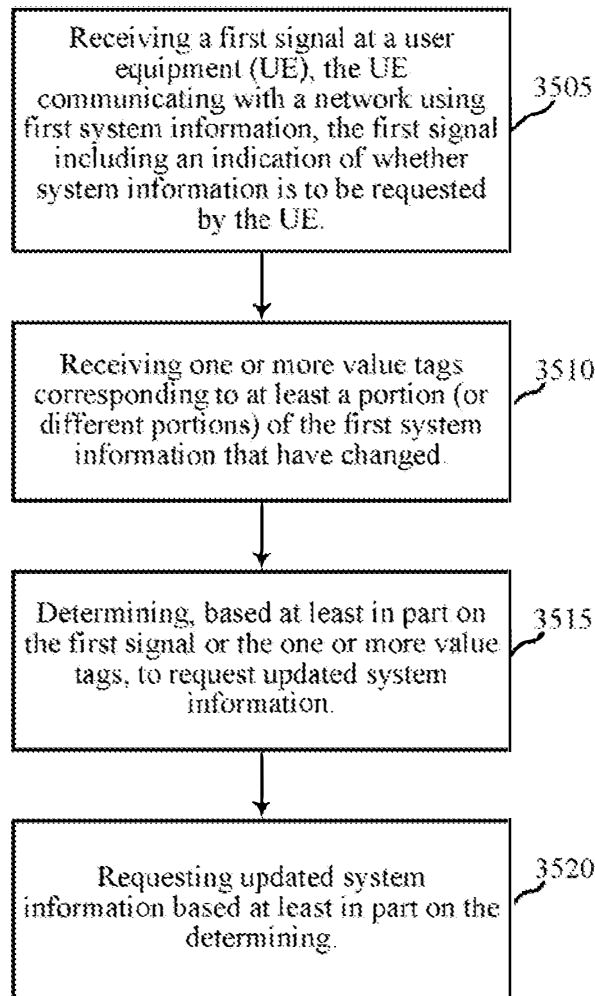 Receiving a first signal at a user
equipment (UE), the UE
communicating with a network using
first system information, the first signal
including an indication of whether
system information is to be requested
by the UE.
3505
Receiving one or more value tags
corresponding to at least a portion (or
different portions) of the first system
information that have changed.
3510
Determining, based at least in part on
the first signal or the one or more value
tags, to request updated system
information.
3515
Requesting updated system
information based at least in part on the
determining.
3520